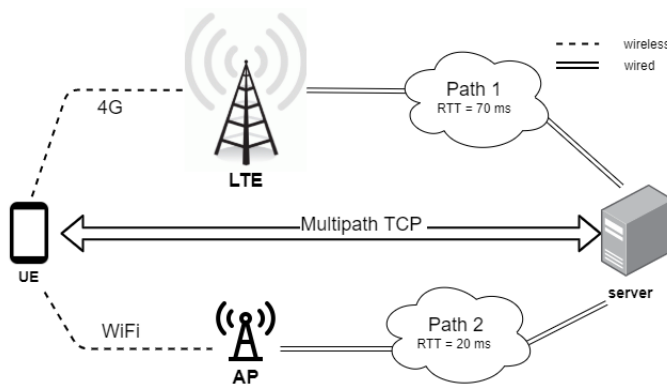 wireless
wired
Path 1
RTT = 70 ms
4G
LTE
Multipath TCP
UE
server
WiFi
Path 2
RTT = 20 ms
AP